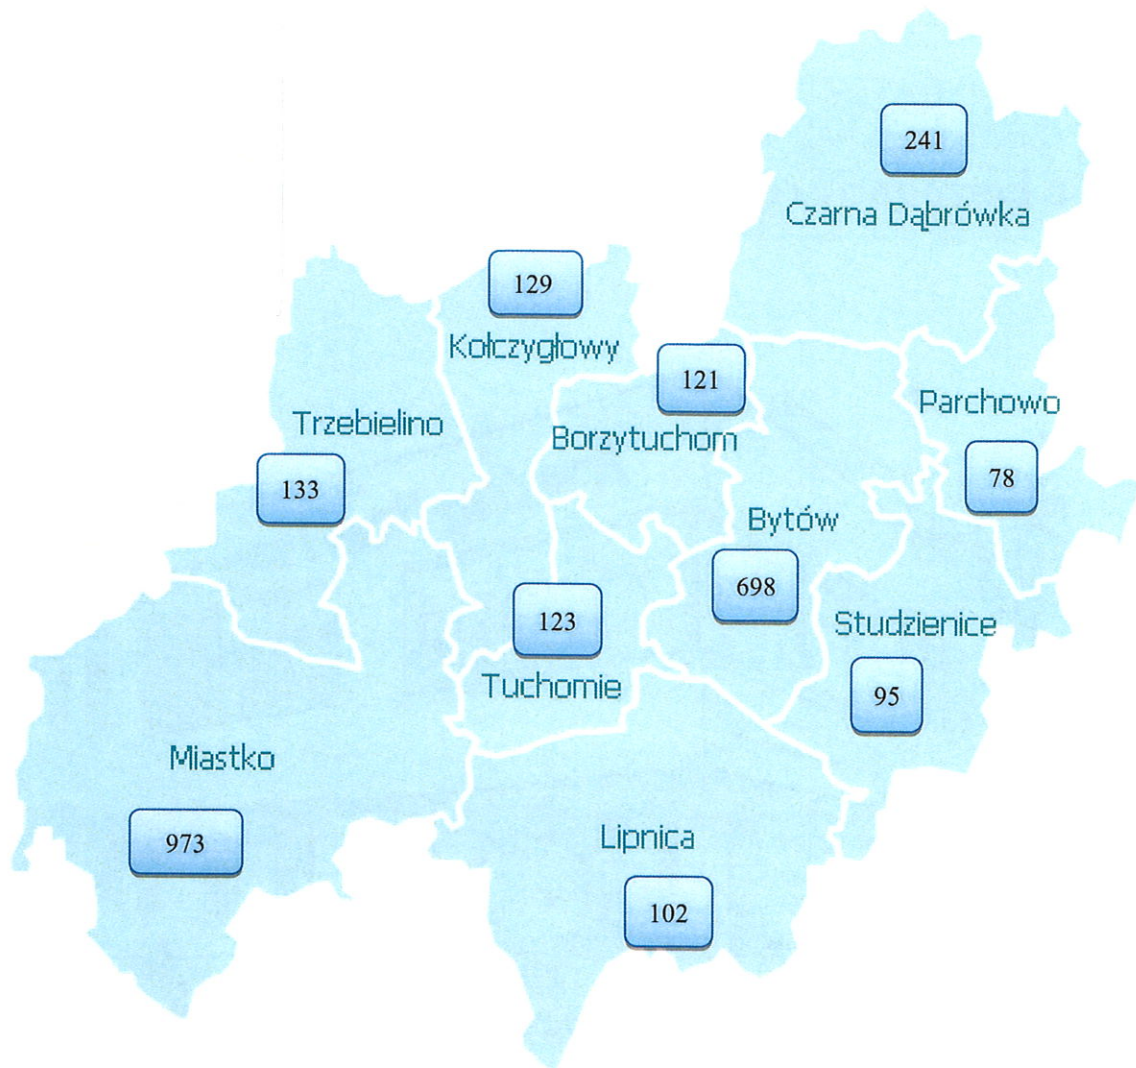 241
Czarna Dąbrówka
129
Kołczygłowy
121
Borzytuchom
Parchowo
78
Trzebielino
133
Bytów
698
123
Tuchomie
Studzienice
95
Miastko
973
Lipnica
102